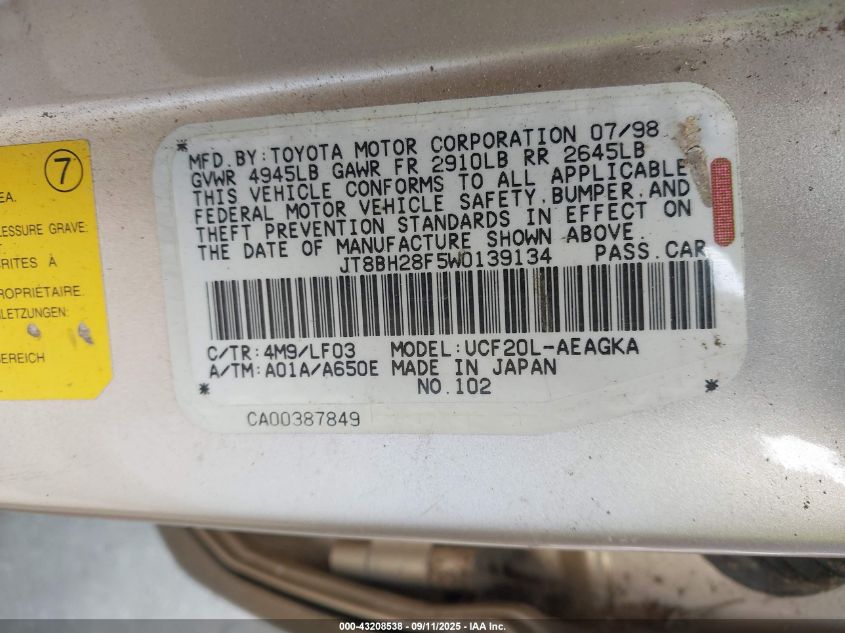 7
EA.
LESSURE GRAVE:
T.
RITES À
ROPRIÉTAIRE.
LETZUNGEN:
BEREICH
MFD. BY: TOYOTA MOTOR CORPORATION 07/98
GVWR 4945LB GAWR FR 2910LB RR 2645LB
THIS VEHICLE CONFORMS TO ALL APPLICABLE
FEDERAL MOTOR VEHICLE SAFETY, BUMPER, AND
THEFT PREVENTION STANDARDS IN EFFECT ON
THE DATE OF MANUFACTURE SHOWN ABOVE.
JT8BH28F5W0139134 PASS. CAR
C/TR: 4M9/LF03 MODEL: UCF20L-AEAGKA
A/TM: A01A/A650E MADE IN JAPAN
* NO. 102 *
CA00387849
000-43208538 - 09/11/2025 - IAA Inc.